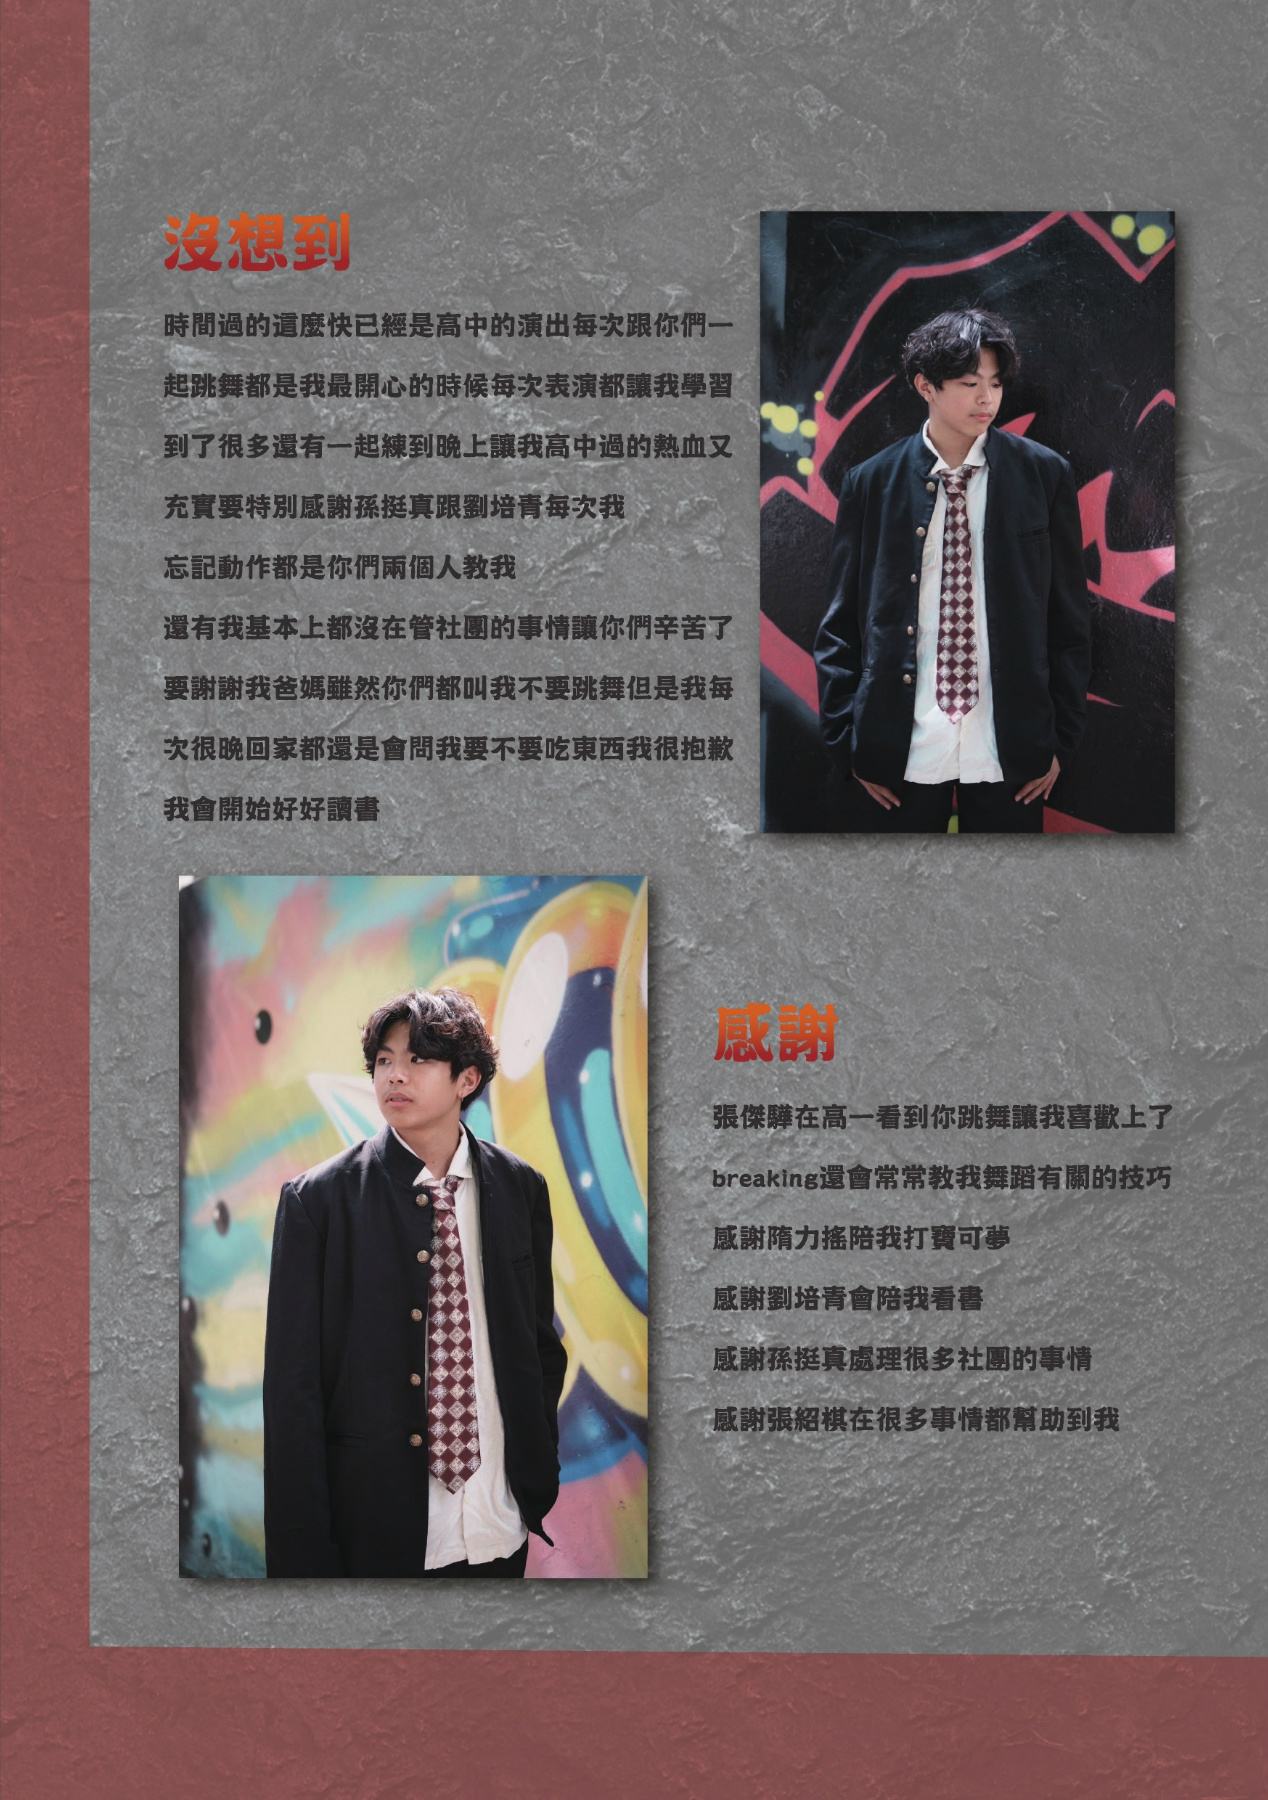 沒想到
時間過的這麼快已經是高中的演出每次跟你們一
起跳舞都是我最開心的時候每次表演都讓我學習
到了很多還有一起練到晚上讓我高中過的熱血又
充實要特別感謝孫挺真跟劉培青每次我
忘記動作都是你們兩個人教我
還有我基本上都沒在管社團的事情讓你們辛苦了
要謝謝我爸媽雖然你們都叫我不要跳舞但是我每
次很晚回家都還是會問我要不要吃東西我很抱歉
我會開始好好讀書
感謝
張傑驊在高一看到你跳舞讓我喜歡上了
breaking還會常常教我舞蹈有關的技巧
感謝隋力搖陪我打寶可夢
感謝劉培青會陪我看書
感謝孫挺真處理很多社團的事情
感謝張紹祺在很多事情都幫助到我